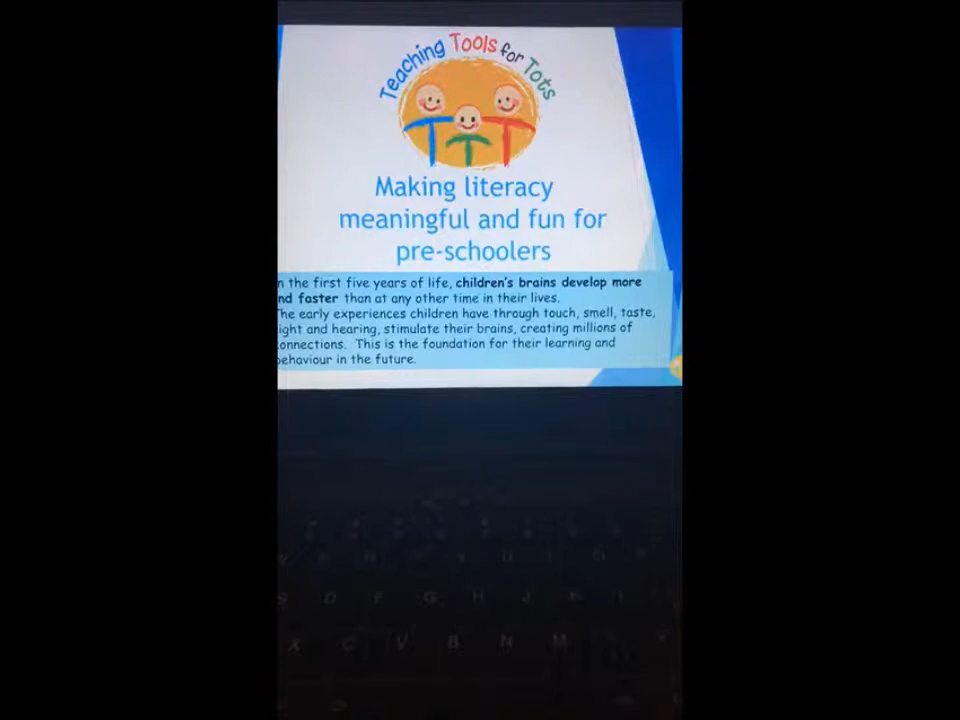 Teaching Tools for Tots
Making literacy
meaningful and fun for
pre-schoolers
n the first five years of life, children's brains develop more
nd faster than at any other time in their lives.
The early experiences children have through touch, smell, taste,
ight and hearing, stimulate their brains, creating millions of
onnections. This is the foundation for their learning and
ehaviour in the future.
Y U
D F G H J K L
X C V B N M